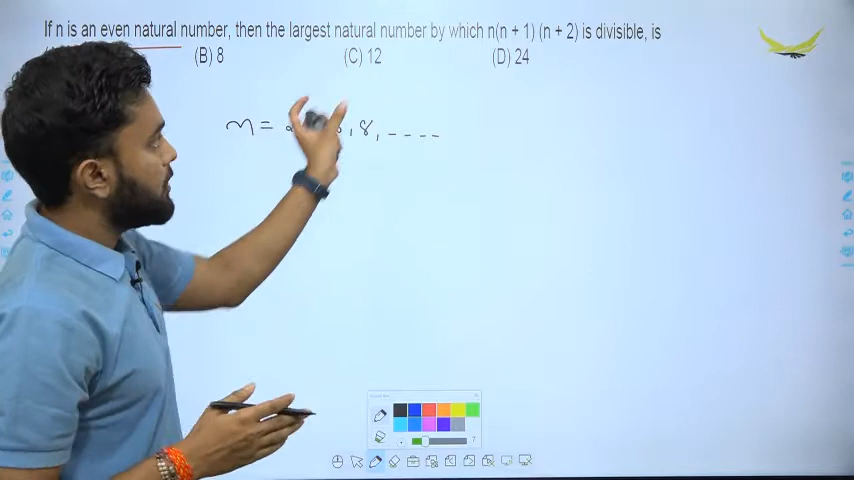 If n is an even natural number, then the largest natural number by which n(n + 1) (n + 2) is divisible, is
(B) 8 (C) 12 (D) 24
n = 8, ----
7